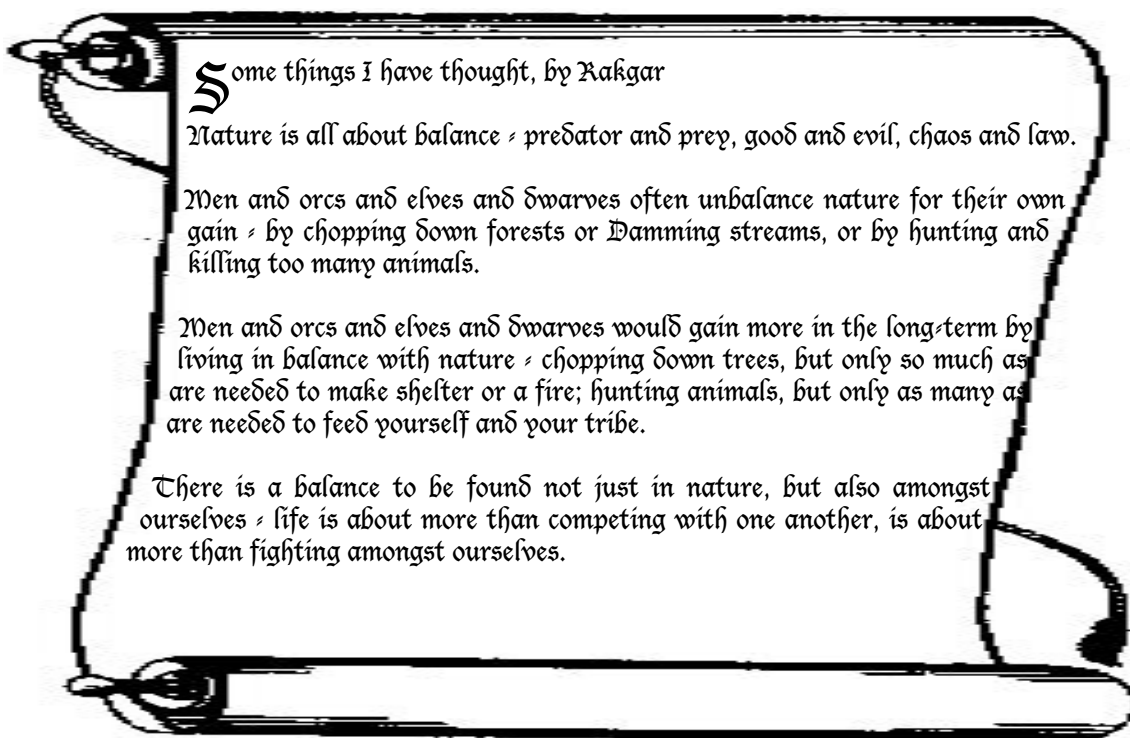 Some things I have thought, by Rakgar
Nature is all about balance - predator and prey, good and evil, chaos and law.
Men and orcs and elves and dwarves often unbalance nature for their own
gain - by chopping down forests or Damming streams, or by hunting and
killing too many animals.
Men and orcs and elves and dwarves would gain more in the long-term by
living in balance with nature - chopping down trees, but only so much as
are needed to make shelter or a fire; hunting animals, but only as many as
are needed to feed yourself and your tribe.
There is a balance to be found not just in nature, but also amongst
ourselves - life is about more than competing with one another, is about
more than fighting amongst ourselves.